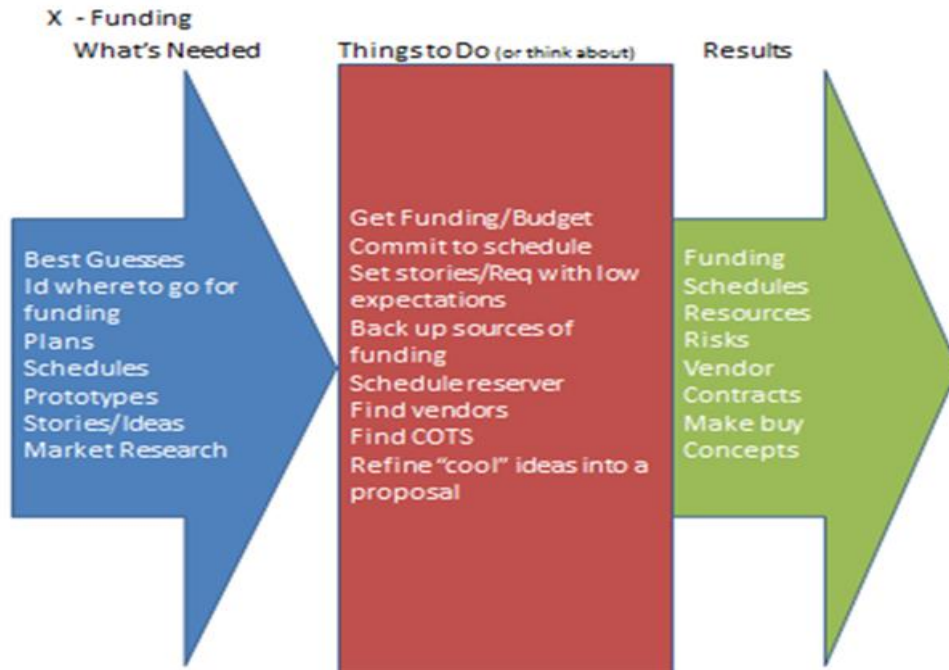 X - Funding
What's Needed
Things to Do (or think about)
Results
Best Guesses
Id where to go for
funding
Plans
Schedules
Prototypes
Stories/Ideas
Market Research
Get Funding/Budget
Commit to schedule
Set stories/Req with low
expectations
Back up sources of
funding
Schedule reserver
Find vendors
Find COTS
Refine “cool” ideas into a
proposal
Funding
Schedules
Resources
Risks
Vendor
Contracts
Make buy
Concepts